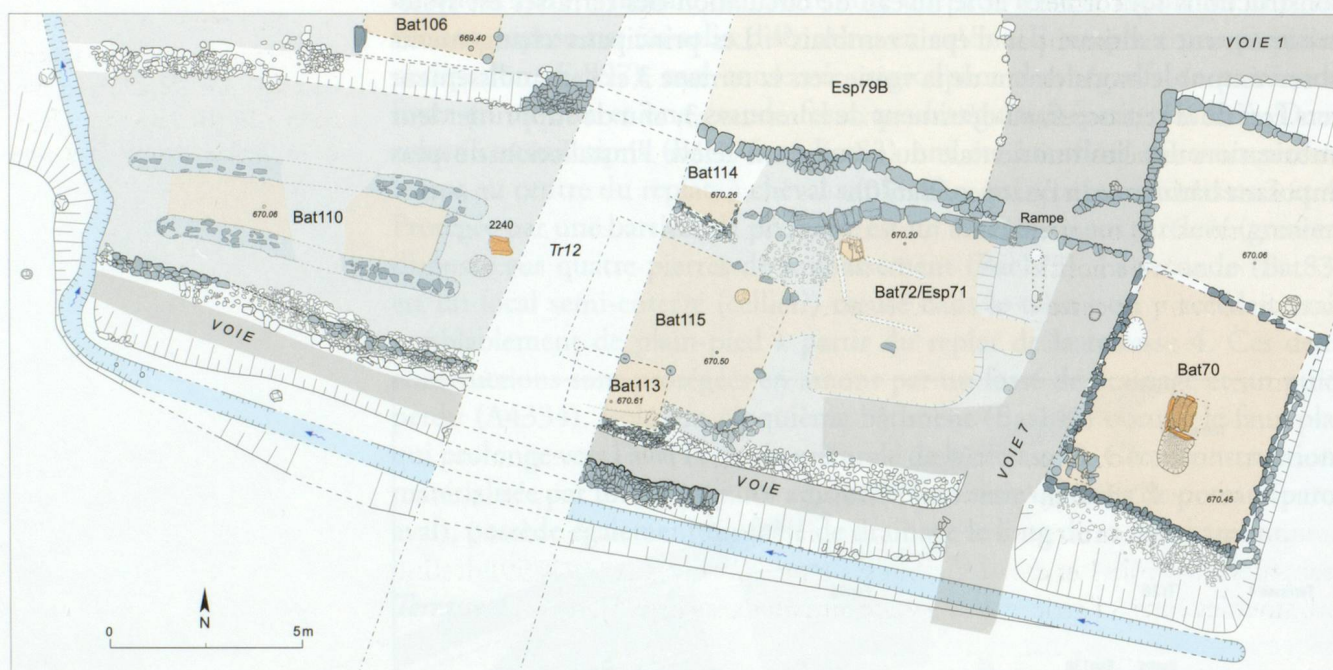 Bat106
669.40
VOIE 1
Esp79B
Bat114
670.26
Rampe
670.20
670.06
Bat110
670.06
2240
Tr12
Bat72/Esp71
Bat115
670.50
VOIE
Bat113
670.61
Bat70
VOIE 1
670.45
VOIE
N
0
5m